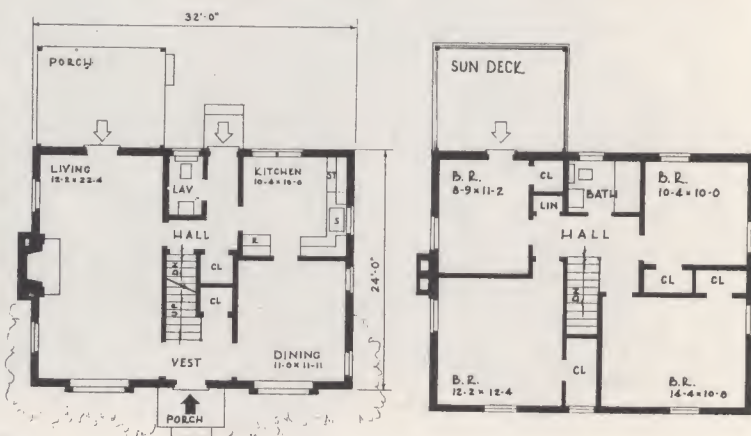 32'-0"
PORCH
LIVING
12-2 x 22-4
LAV
KITCHEN
10-4 x 10-0
ST
S
R
HALL
DN
UP
CL
CL
24'-0"
VEST
DINING
11-0 x 11-11
PORCH
SUN DECK
B.R.
8-9 x 11-2
CL
LIN
BATH
B.R.
10-4 x 10-0
HALL
DN
CL
CL
B.R.
12-2 x 12-4
CL
B.R.
14-4 x 10-8